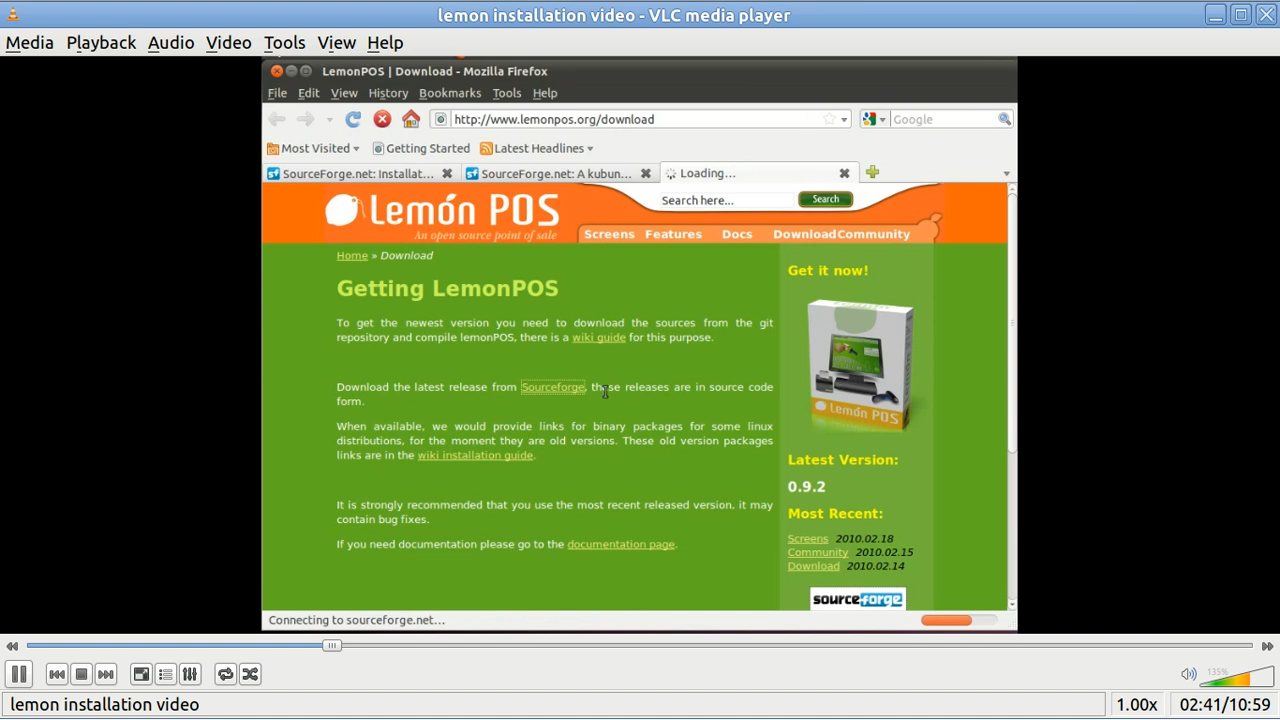 lemon installation video - VLC media player
Media Playback Audio Video Tools View Help
LemonPOS | Download - Mozilla Firefox
File Edit View History Bookmarks Tools Help
http://www.lemonpos.org/download Google
Most Visited Getting Started Latest Headlines
SourceForge.net: Installat... SourceForge.net: A kubun... Loading...
Lemón POS
An open source point of sale
Search here... Search
Screens Features Docs Download Community
Home » Download
Getting LemonPOS
To get the newest version you need to download the sources from the git
repository and compile lemonPOS, there is a wiki guide for this purpose.
Download the latest release from Sourceforge, these releases are in source code
form.
When available, we would provide links for binary packages for some linux
distributions, for the moment they are old versions. These old version packages
links are in the wiki installation guide.
It is strongly recommended that you use the most recent released version, it may
contain bug fixes.
If you need documentation please go to the documentation page.
Get it now!
Lemón POS
Latest Version:
0.9.2
Most Recent:
Screens 2010.02.18
Community 2010.02.15
Download 2010.02.14
sourceforge
Connecting to sourceforge.net...
135%
lemon installation video 1.00x 02:41/10:59